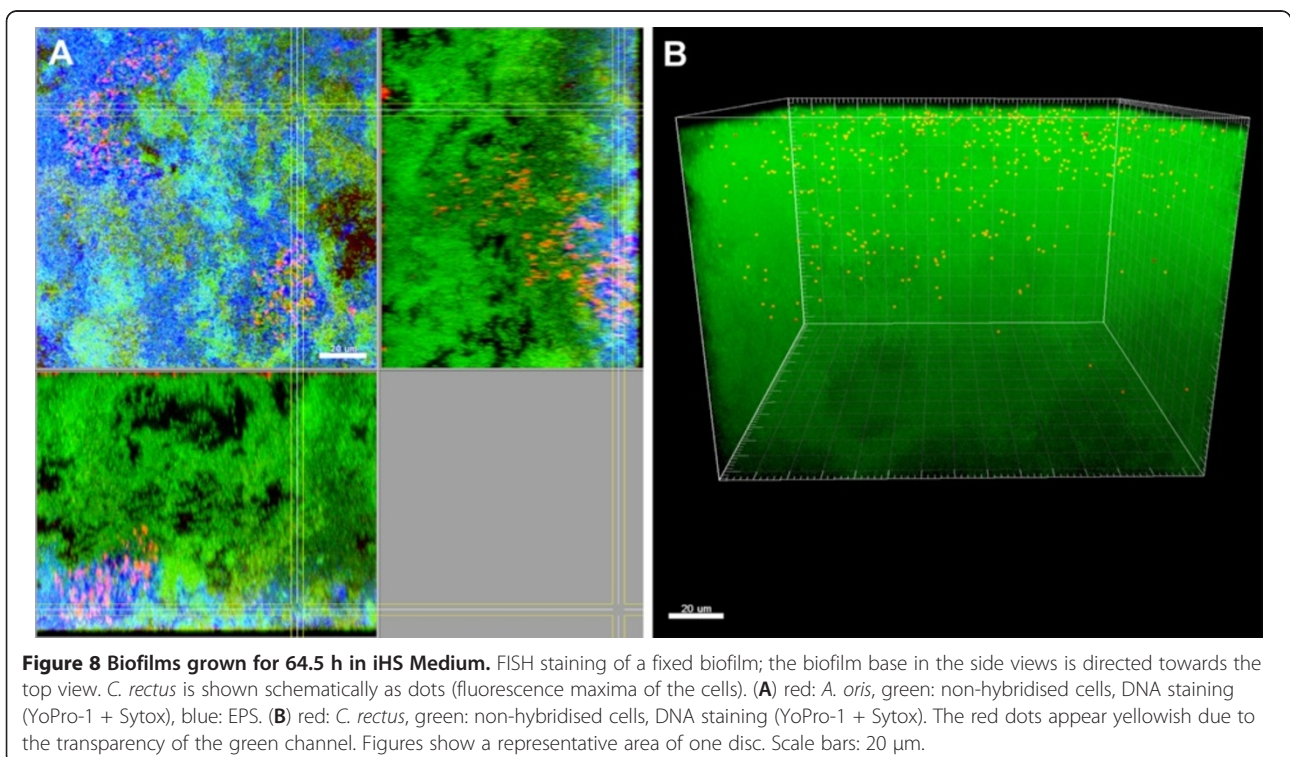 A
B
20 um
20 um
Figure 8 Biofilms grown for 64.5 h in iHS Medium. FISH staining of a fixed biofilm; the biofilm base in the side views is directed towards the
top view. C. rectus is shown schematically as dots (fluorescence maxima of the cells). (A) red: A. oris, green: non-hybridised cells, DNA staining
(YoPro-1 + Sytox), blue: EPS. (B) red: C. rectus, green: non-hybridised cells, DNA staining (YoPro-1 + Sytox). The red dots appear yellowish due to
the transparency of the green channel. Figures show a representative area of one disc. Scale bars: 20 μm.